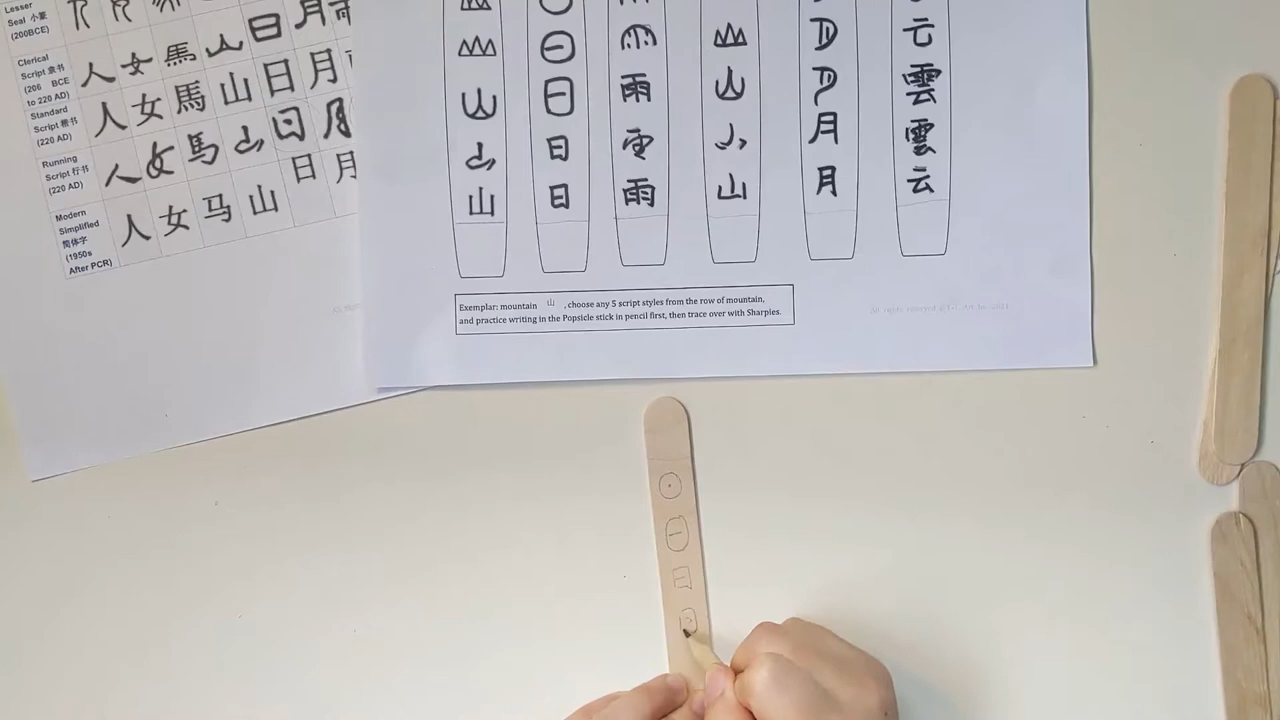 Lesser
Seal 小篆
(200BCE)
日 月 雨
Clerical
Script 隶书
(206 BCE
to 220 AD)
人 女 馬 山 日 月
Standard
Script 楷书
(220 AD)
人 女 馬 山 日 月
Running
Script 行书
(220 AD)
人 女 馬 山 日 月
Modern
Simplified
简体字
(1950s
After PCR)
人 女 马 山
山 日 雨 山 月 云
山 日 雨 山 月 雲
山 日 雲 山 月 雲
山 日 雨 山 月 云
Exemplar: mountain 山 , choose any 5 script styles from the row of mountain,
and practice writing in the Popsicle stick in pencil first, then trace over with Sharpies.